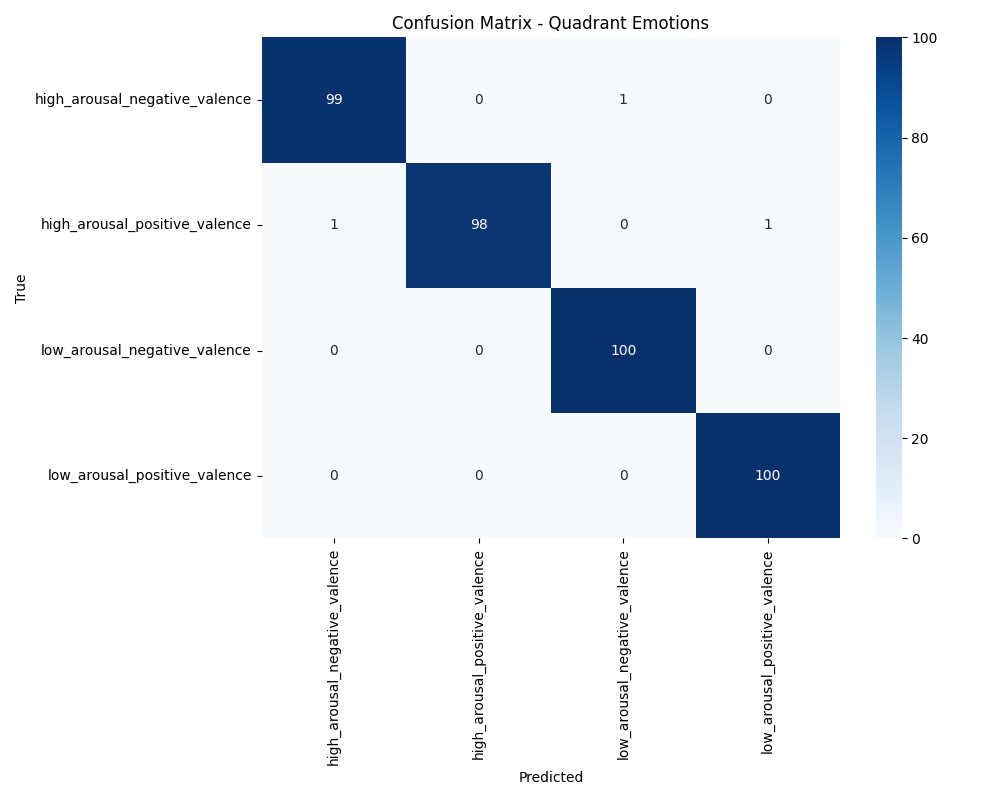 Confusion Matrix - Quadrant Emotions
True
high_arousal_negative_valence
99 0 1 0
high_arousal_positive_valence
1 98 0 1
low_arousal_negative_valence
0 0 100 0
low_arousal_positive_valence
0 0 0 100
high_arousal_negative_valence
high_arousal_positive_valence
low_arousal_negative_valence
low_arousal_positive_valence
Predicted
100
80
60
40
20
0